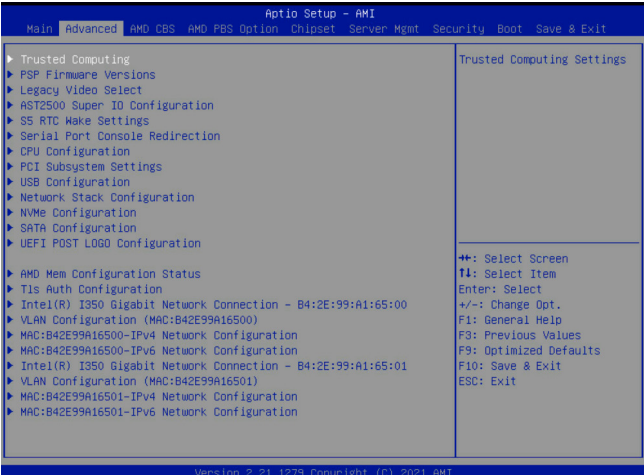 Aptio Setup – AMI
Main Advanced AMD CBS AMD PBS Option Chipset Server Mgmt Security Boot Save & Exit
Trusted Computing
PSP Firmware Versions
Legacy Video Select
AST2500 Super IO Configuration
S5 RTC Wake Settings
Serial Port Console Redirection
CPU Configuration
PCI Subsystem Settings
USB Configuration
Network Stack Configuration
NVMe Configuration
SATA Configuration
UEFI POST LOGO Configuration
AMD Mem Configuration Status
Tls Auth Configuration
Intel(R) I350 Gigabit Network Connection – B4:2E:99:A1:65:00
VLAN Configuration (MAC:B42E99A16500)
MAC:B42E99A16500-IPv4 Network Configuration
MAC:B42E99A16500-IPv6 Network Configuration
Intel(R) I350 Gigabit Network Connection – B4:2E:99:A1:65:01
VLAN Configuration (MAC:B42E99A16501)
MAC:B42E99A16501-IPv4 Network Configuration
MAC:B42E99A16501-IPv6 Network Configuration
Trusted Computing Settings
→←: Select Screen
↑↓: Select Item
Enter: Select
+/-: Change Opt.
F1: General Help
F3: Previous Values
F9: Optimized Defaults
F10: Save & Exit
ESC: Exit
Version 2.21.1279 Copyright (C) 2021 AMI